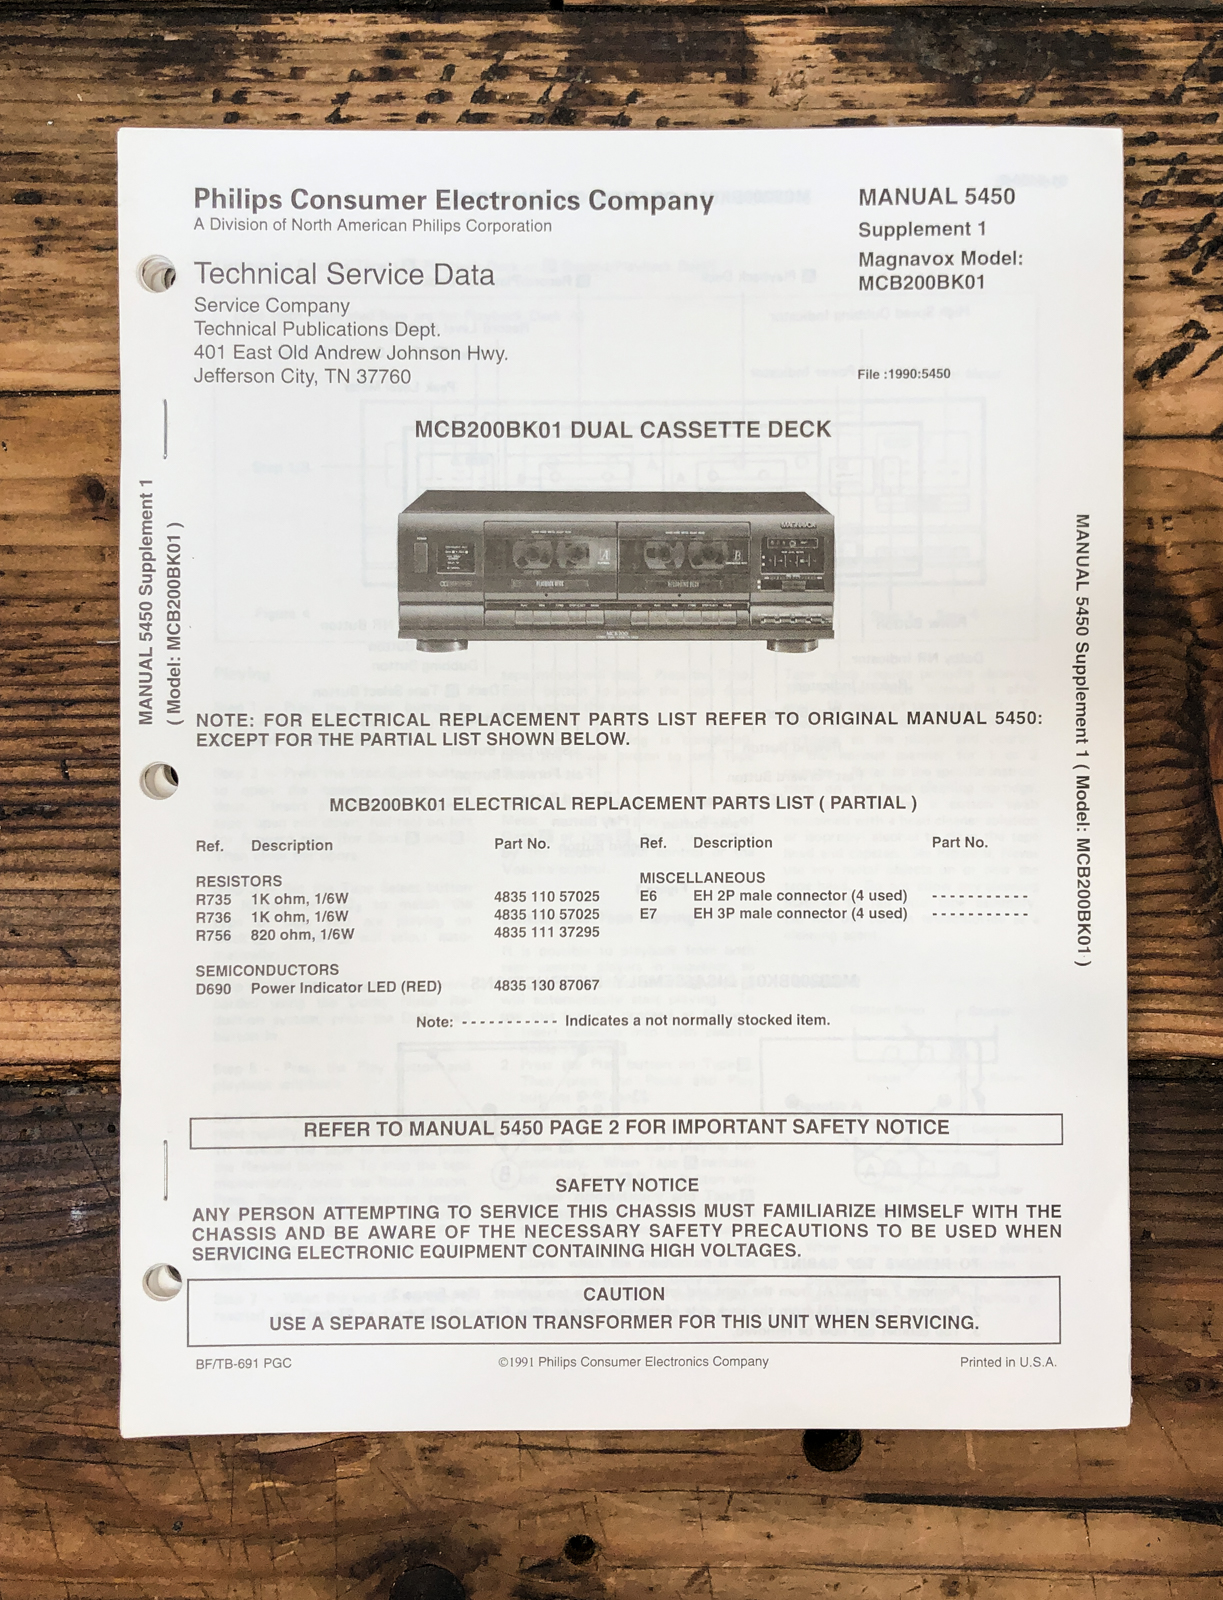 Philips Consumer Electronics Company
A Division of North American Philips Corporation
Technical Service Data
Service Company
Technical Publications Dept.
401 East Old Andrew Johnson Hwy.
Jefferson City, TN 37760
MANUAL 5450
Supplement 1
Magnavox Model:
MCB200BK01
File :1990:5450
MCB200BK01 DUAL CASSETTE DECK
MAGNAVOX
A
B
MANUAL 5450 Supplement 1
( Model: MCB200BK01 )
MANUAL 5450 Supplement 1 ( Model: MCB200BK01 )
NOTE: FOR ELECTRICAL REPLACEMENT PARTS LIST REFER TO ORIGINAL MANUAL 5450:
EXCEPT FOR THE PARTIAL LIST SHOWN BELOW.
MCB200BK01 ELECTRICAL REPLACEMENT PARTS LIST ( PARTIAL )
Ref. Description Part No.
RESISTORS
R735 1K ohm, 1/6W 4835 110 57025
R736 1K ohm, 1/6W 4835 110 57025
R756 820 ohm, 1/6W 4835 111 37295
SEMICONDUCTORS
D690 Power Indicator LED (RED) 4835 130 87067
Ref. Description Part No.
MISCELLANEOUS
E6 EH 2P male connector (4 used) - - - - - - - - - - - -
E7 EH 3P male connector (4 used) - - - - - - - - - - - -
Note: - - - - - - - - - - - - Indicates a not normally stocked item.
REFER TO MANUAL 5450 PAGE 2 FOR IMPORTANT SAFETY NOTICE
SAFETY NOTICE
ANY PERSON ATTEMPTING TO SERVICE THIS CHASSIS MUST FAMILIARIZE HIMSELF WITH THE
CHASSIS AND BE AWARE OF THE NECESSARY SAFETY PRECAUTIONS TO BE USED WHEN
SERVICING ELECTRONIC EQUIPMENT CONTAINING HIGH VOLTAGES.
CAUTION
USE A SEPARATE ISOLATION TRANSFORMER FOR THIS UNIT WHEN SERVICING.
BF/TB-691 PGC
©1991 Philips Consumer Electronics Company
Printed in U.S.A.